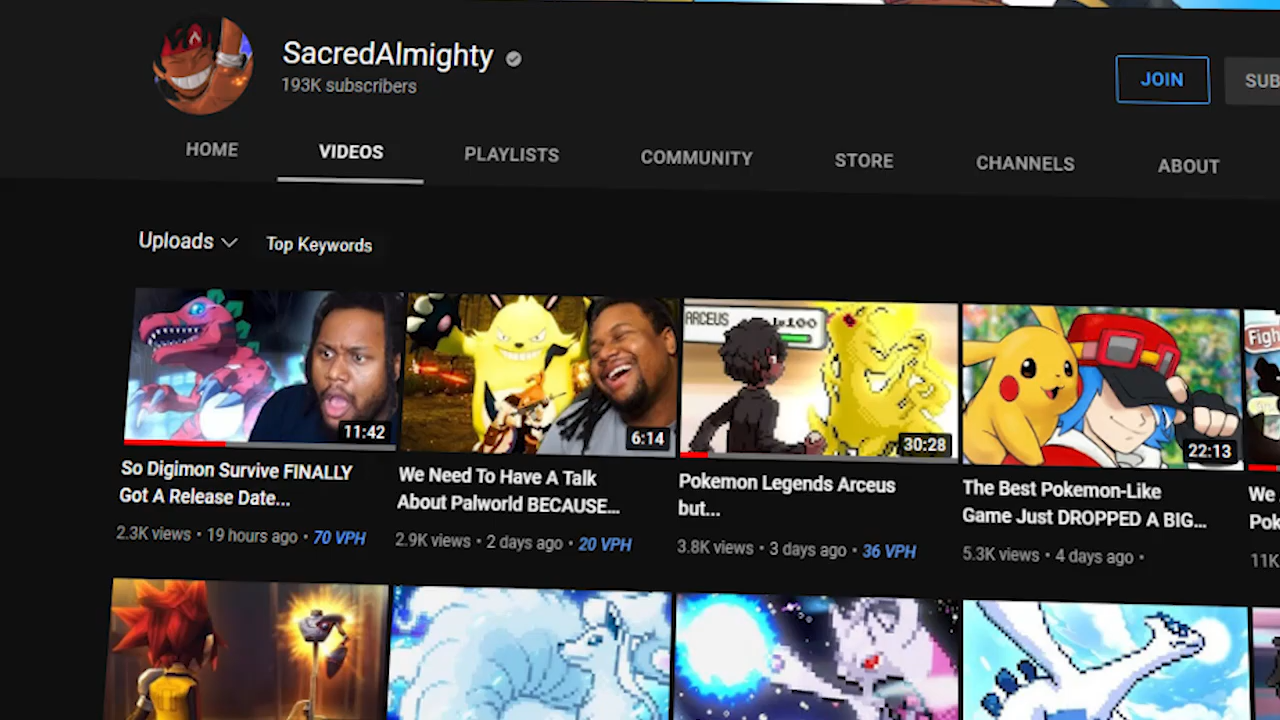 SacredAlmighty
193K subscribers
JOIN
SUB
HOME
VIDEOS
PLAYLISTS
COMMUNITY
STORE
CHANNELS
ABOUT
Uploads
Top Keywords
11:42
6:14
ARCEUS
Lv100
30:28
22:13
Figh
So Digimon Survive FINALLY
Got A Release Date...
2.3K views • 19 hours ago • 70 VPH
We Need To Have A Talk
About Palworld BECAUSE...
2.9K views • 2 days ago • 20 VPH
Pokemon Legends Arceus
but...
3.8K views • 3 days ago • 36 VPH
The Best Pokemon-Like
Game Just DROPPED A BIG...
5.3K views • 4 days ago •
We
Pok
11K